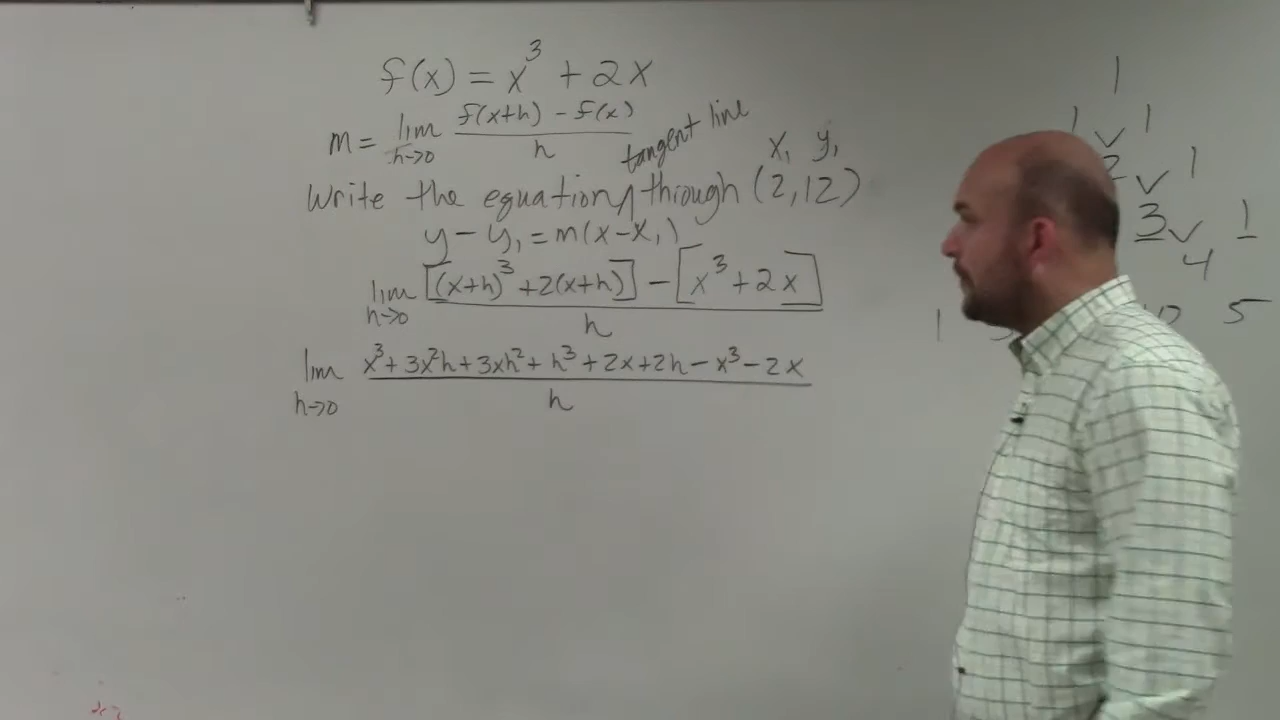 f(x) = x³ + 2x
m = lim h→0 f(x+h) - f(x) / h
tangent line
x₁ y₁
Write the equation through (2,12)
y - y₁ = m(x - x₁)
lim h→0 [(x+h)³ + 2(x+h)] - [x³ + 2x] / h
lim h→0 x³ + 3x²h + 3xh² + h³ + 2x + 2h - x³ - 2x / h
1
1 1
2 1
3 1
4
1 5